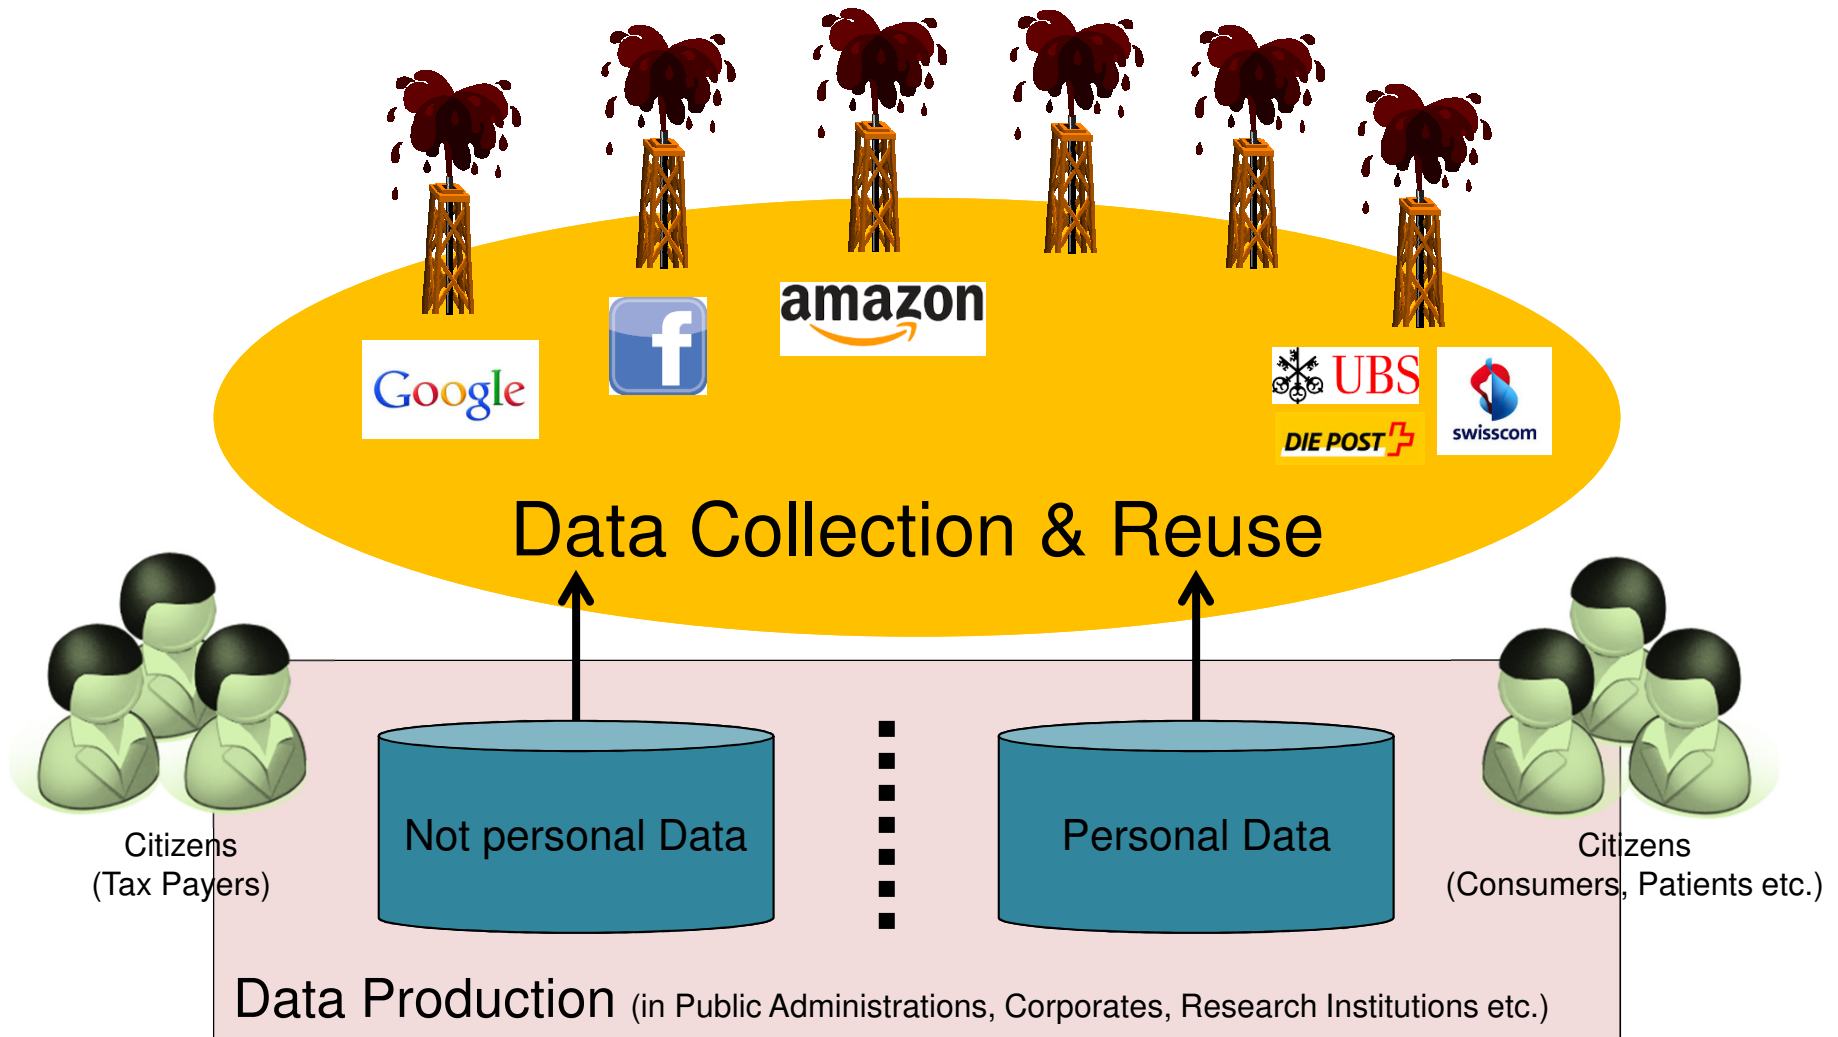 Google
f
amazon
UBS
DIE POST
swisscom
Data Collection & Reuse
Not personal Data
Personal Data
Citizens
(Tax Payers)
Citizens
(Consumers, Patients etc.)
Data Production (in Public Administrations, Corporates, Research Institutions etc.)